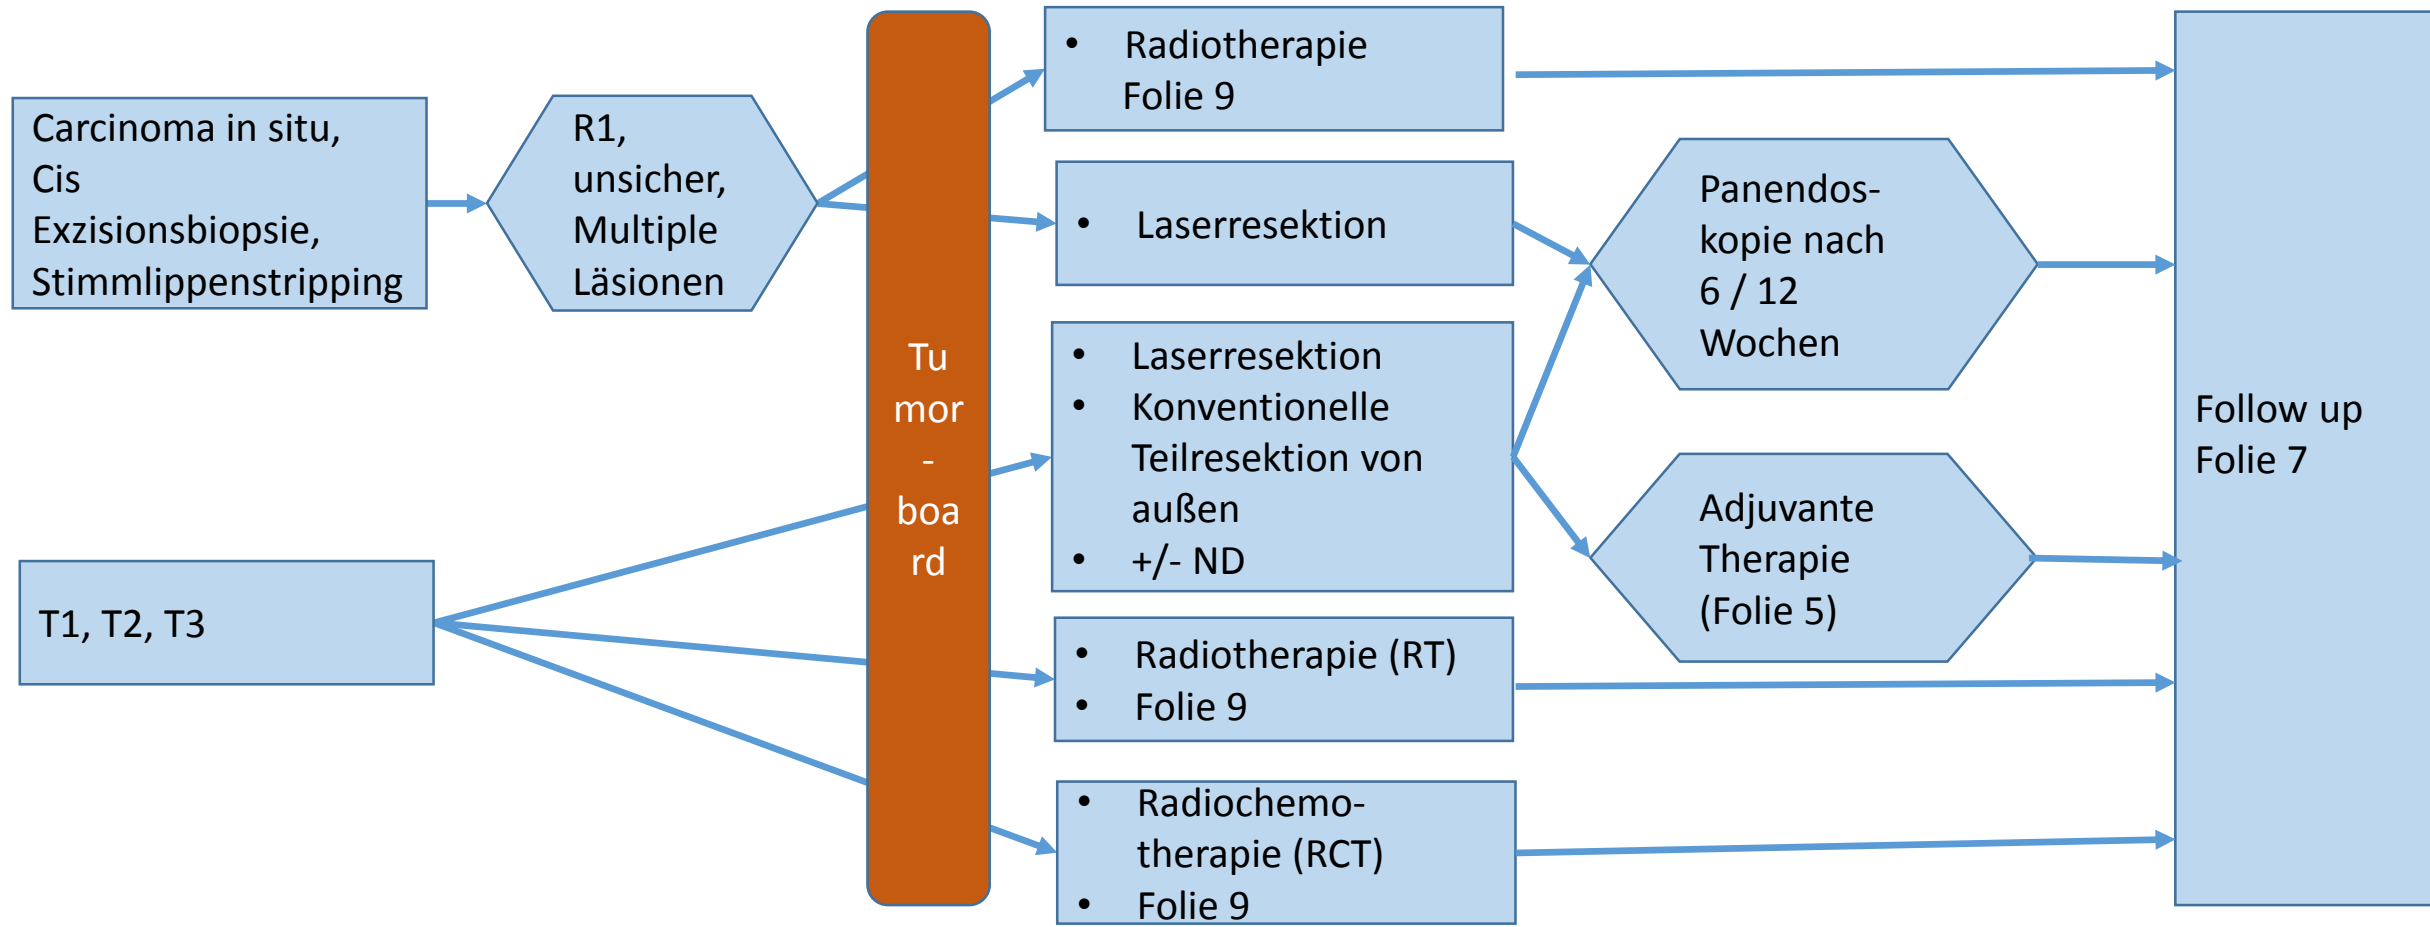 Carcinoma in situ,
Cis
Exzisionsbiopsie,
Stimmlippenstripping
R1,
unsicher,
Multiple
Läsionen
T1, T2, T3
Tu
mor
-
boa
rd
• Radiotherapie
Folie 9
• Laserresektion
• Laserresektion
• Konventionelle
Teilresektion von
außen
• +/- ND
• Radiotherapie (RT)
• Folie 9
• Radiochemo-
therapie (RCT)
• Folie 9
Panendos-
kopie nach
6 / 12
Wochen
Adjuvante
Therapie
(Folie 5)
Follow up
Folie 7